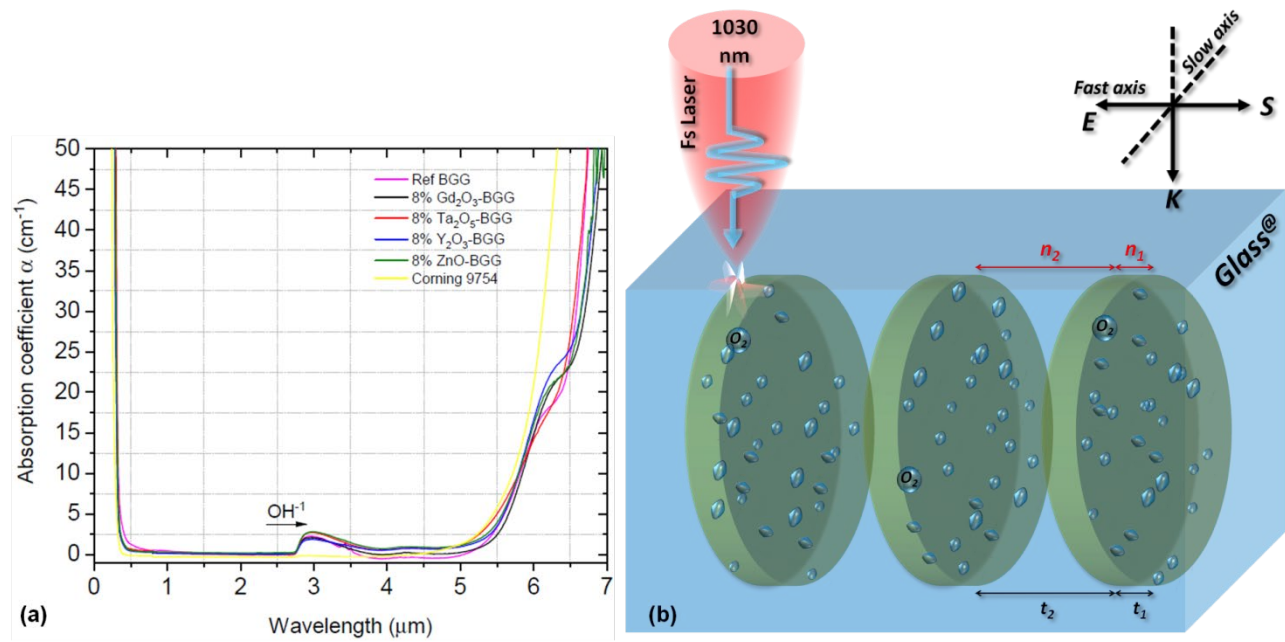 50
45
40
35
30
25
20
15
10
5
0
Absorption coefficient α (cm⁻¹)
Ref BGG
8% Gd₂O₃-BGG
8% Ta₂O₅-BGG
8% Y₂O₃-BGG
8% ZnO-BGG
Corning 9754
OH⁻¹
0 1 2 3 4 5 6 7
Wavelength (μm)
(a)
1030
nm
Fs Laser
Slow axis
Fast axis
E
S
K
Glass@
n₂ n₁
O₂
O₂
O₂
t₂ t₁
(b)